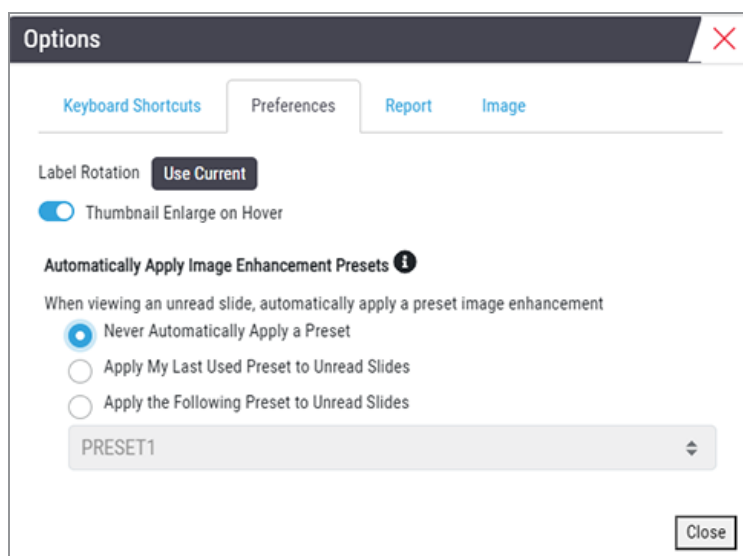 Options
Keyboard Shortcuts Preferences Report Image
Label Rotation Use Current
Thumbnail Enlarge on Hover
Automatically Apply Image Enhancement Presets
When viewing an unread slide, automatically apply a preset image enhancement
Never Automatically Apply a Preset
Apply My Last Used Preset to Unread Slides
Apply the Following Preset to Unread Slides
PRESET1
Close